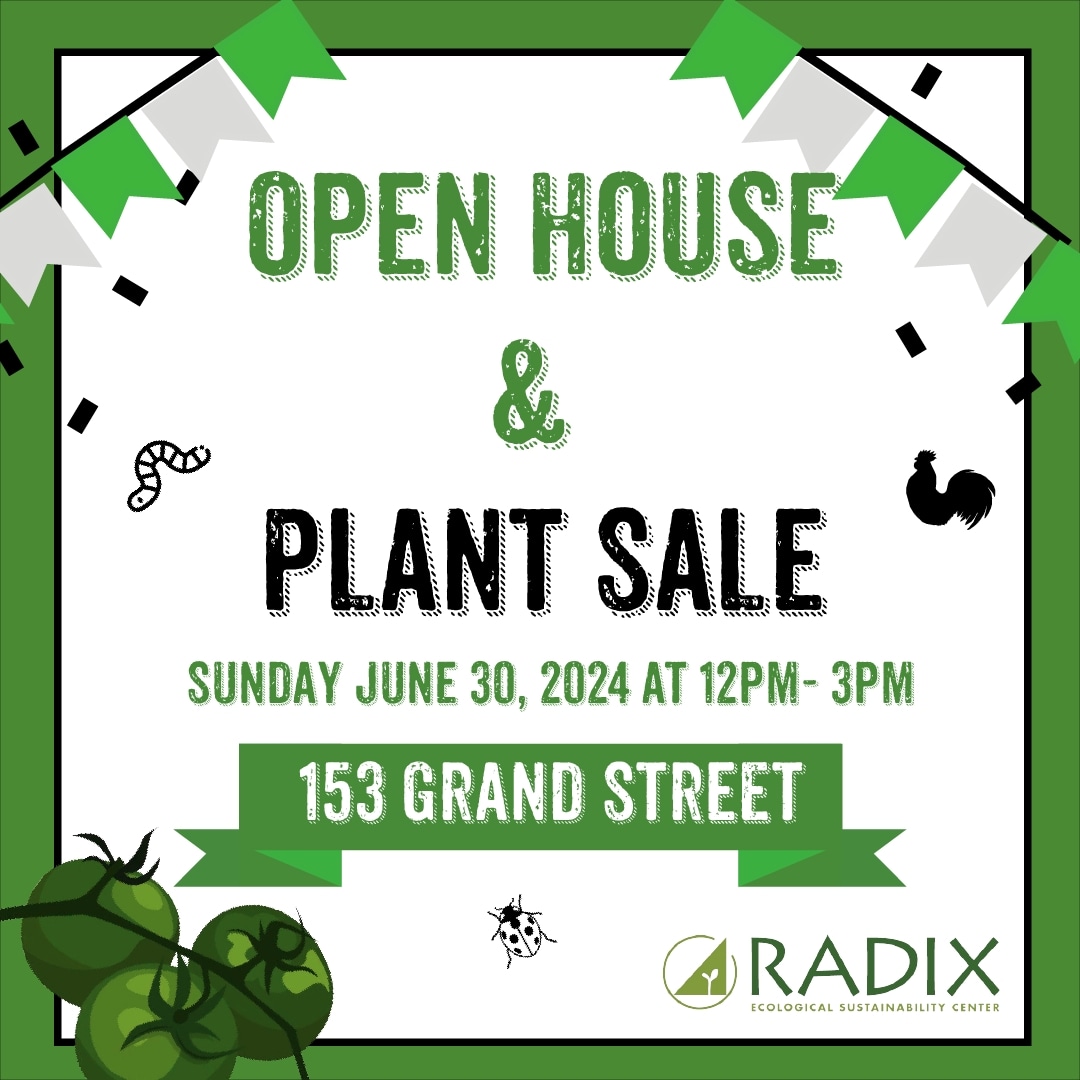 OPEN HOUSE
&
PLANT SALE
SUNDAY JUNE 30, 2024 AT 12PM- 3PM
153 GRAND STREET
RADIX
ECOLOGICAL SUSTAINABILITY CENTER